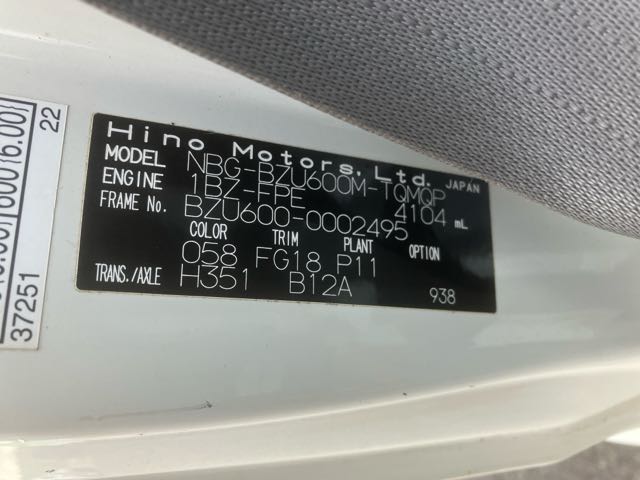 Hino Motors, Ltd. JAPAN
MODEL NBG-BZU600M-TQMQP
ENGINE 1BZ-FPE 4104 mL
FRAME No. BZU600-0002495
COLOR TRIM PLANT OPTION
058 FG18 P11
TRANS./AXLE H351 B12A 938
22
37251